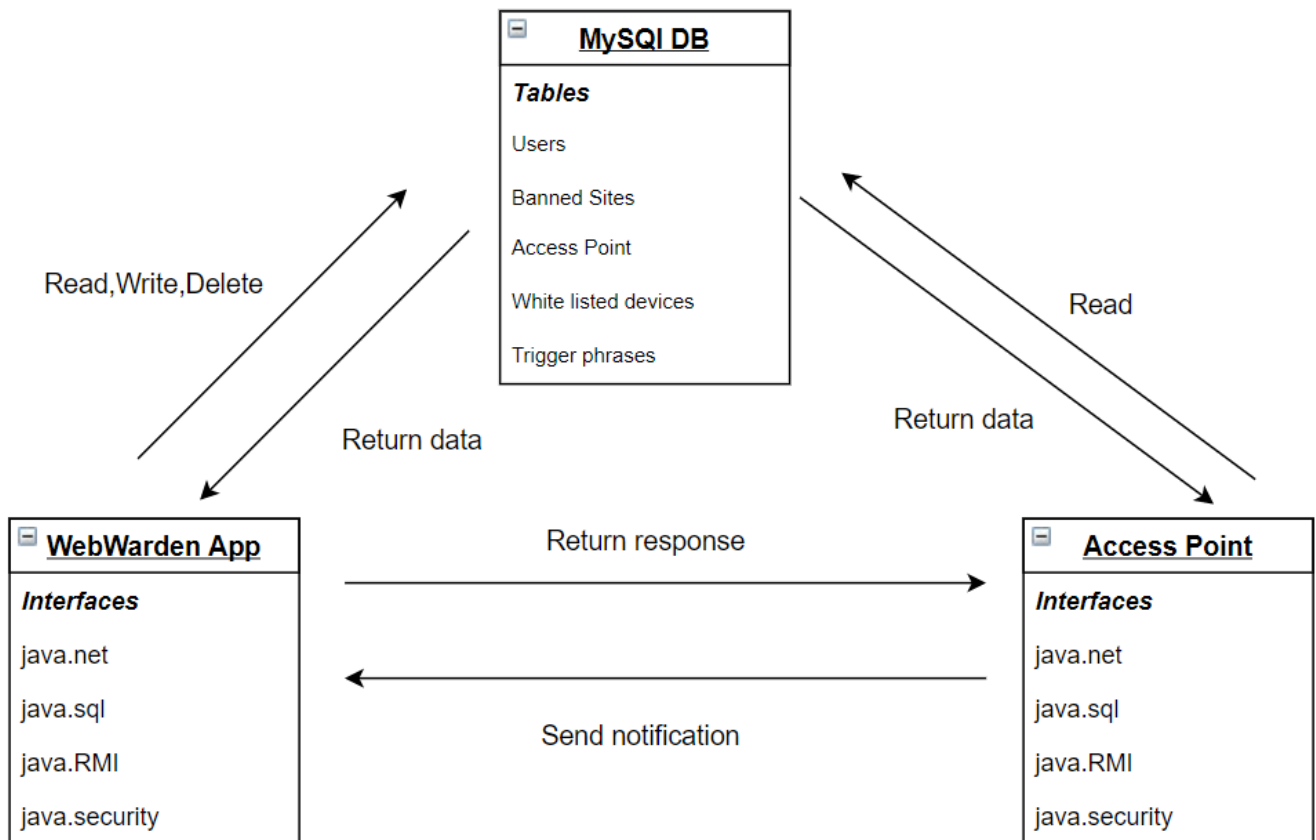 MySQl DB
Tables
Users
Banned Sites
Access Point
White listed devices
Trigger phrases
Read,Write,Delete
Return data
Read
Return data
WebWarden App
Interfaces
java.net
java.sql
java.RMI
java.security
Return response
Send notification
Access Point
Interfaces
java.net
java.sql
java.RMI
java.security